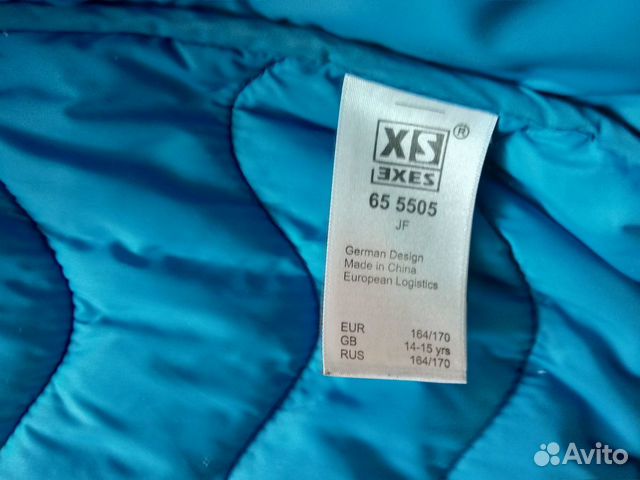 XS ®
EXES
65 5505
JF
German Design
Made in China
European Logistics
EUR 164/170
GB 14-15 yrs
RUS 164/170
Avito